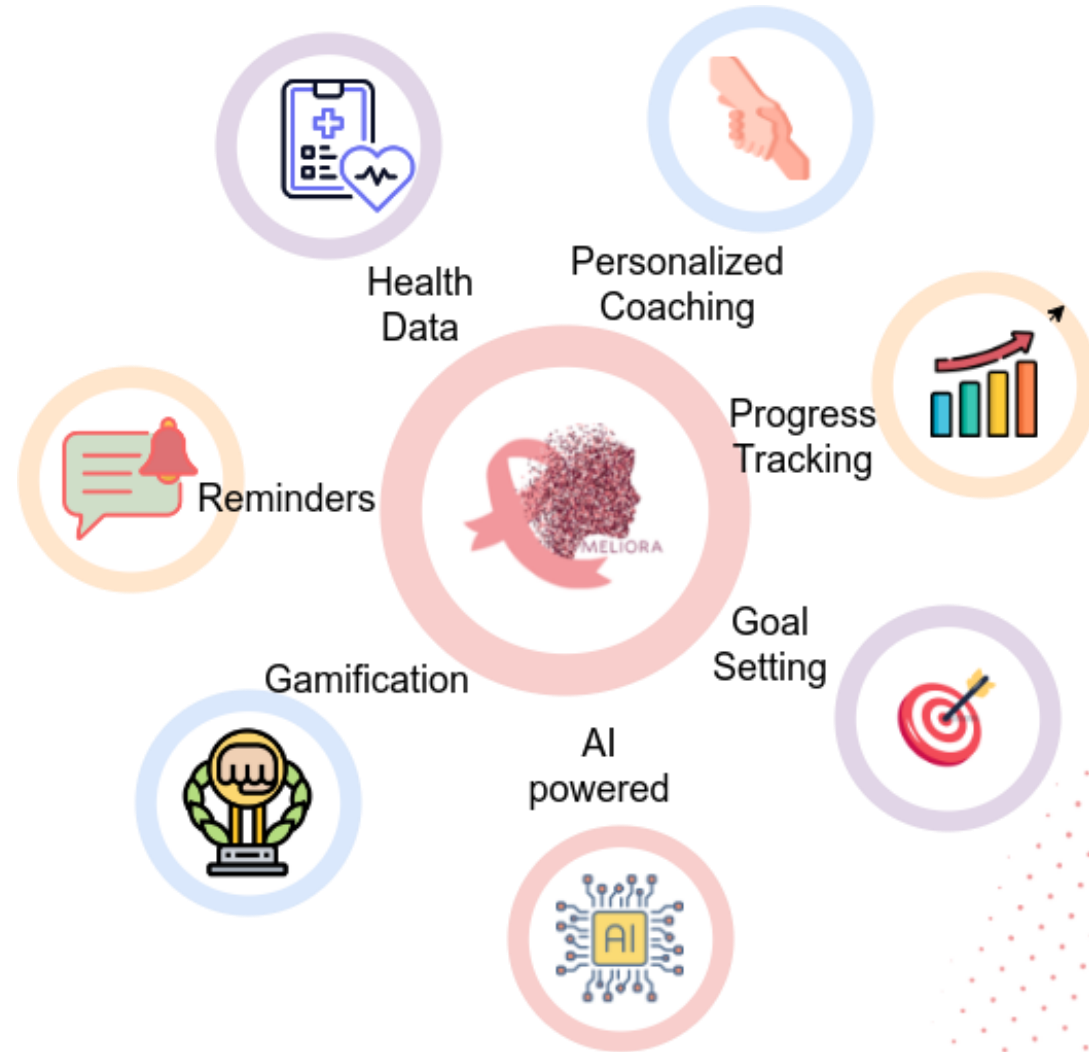 Health
Data
Personalized
Coaching
Progress
Tracking
Reminders
MELIORA
Goal
Setting
Gamification
AI
powered
AI